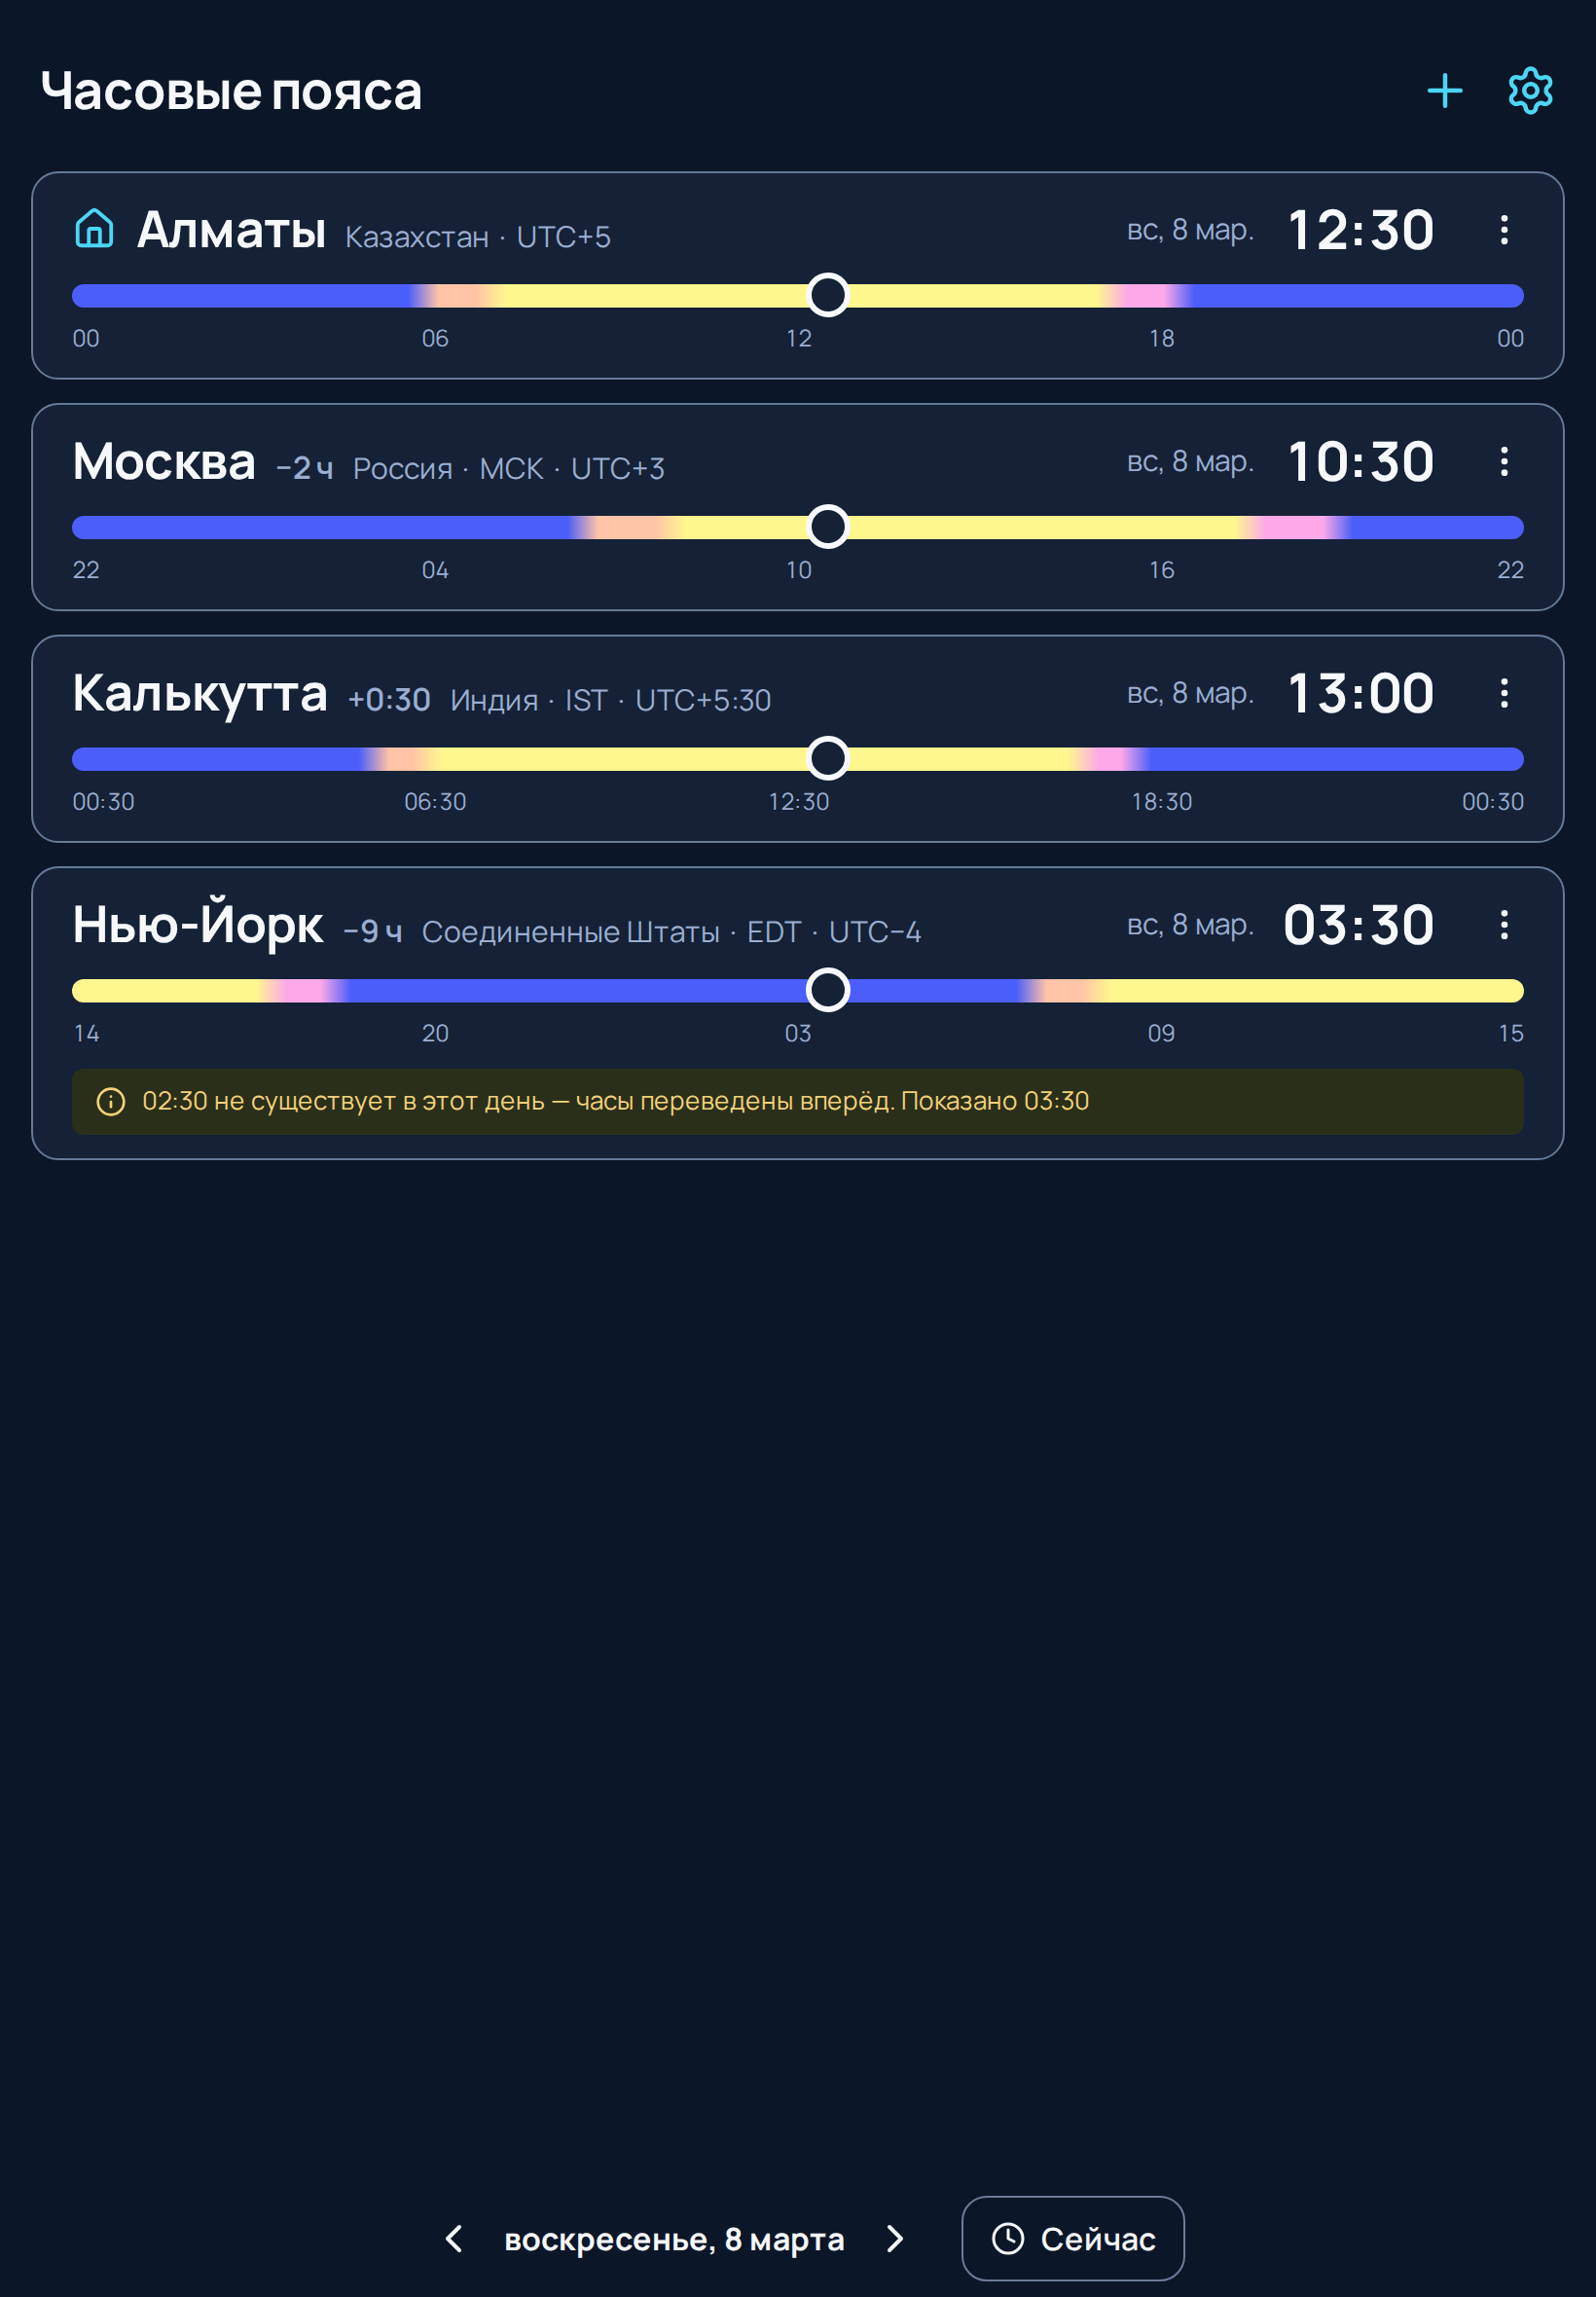 Часовые пояса
Алматы Казахстан · UTC+5 вс, 8 мар. 12:30
00 06 12 18 00
Москва −2 ч Россия · МСК · UTC+3 вс, 8 мар. 10:30
22 04 10 16 22
Калькутта +0:30 Индия · IST · UTC+5:30 вс, 8 мар. 13:00
00:30 06:30 12:30 18:30 00:30
Нью-Йорк −9 ч Соединенные Штаты · EDT · UTC−4 вс, 8 мар. 03:30
14 20 03 09 15
02:30 не существует в этот день — часы переведены вперёд. Показано 03:30
воскресенье, 8 марта Сейчас